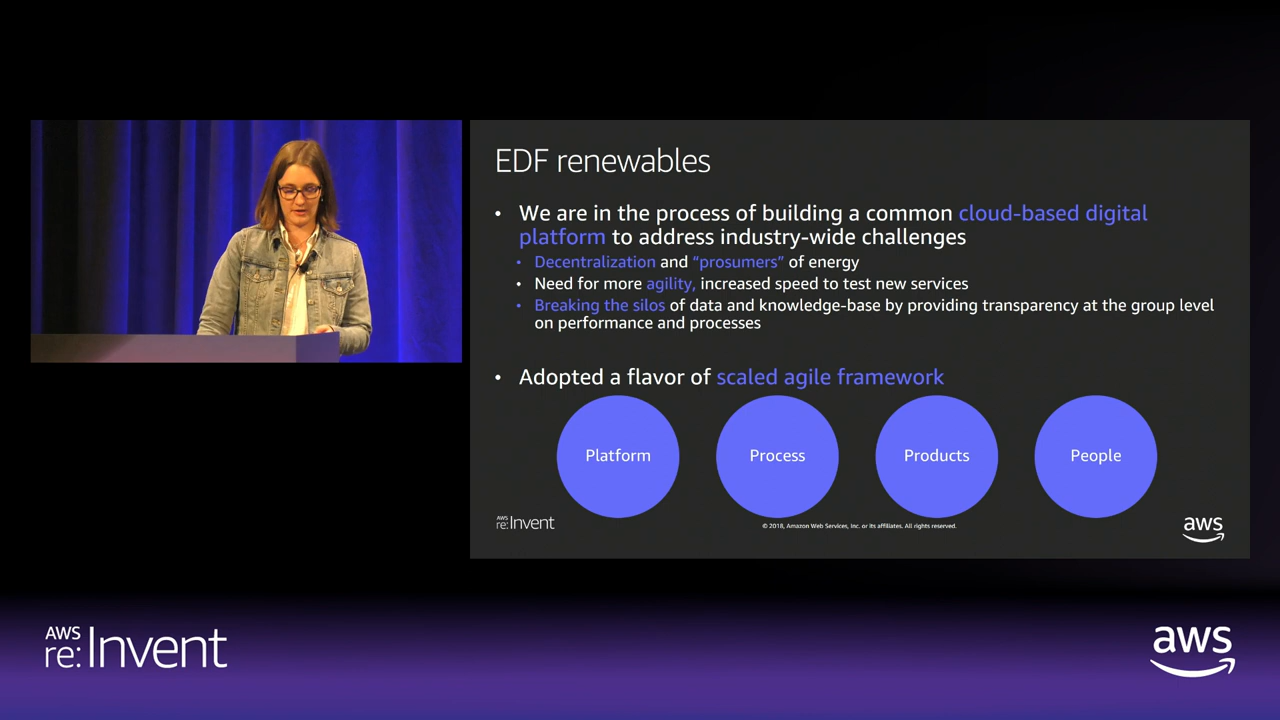 EDF renewables
• We are in the process of building a common cloud-based digital
platform to address industry-wide challenges
• Decentralization and “prosumers” of energy
• Need for more agility, increased speed to test new services
• Breaking the silos of data and knowledge-base by providing transparency at the group level
on performance and processes
• Adopted a flavor of scaled agile framework
Platform
Process
Products
People
AWS
re:Invent
© 2018, Amazon Web Services, Inc. or its affiliates. All rights reserved.
aws
AWS
re:Invent
aws